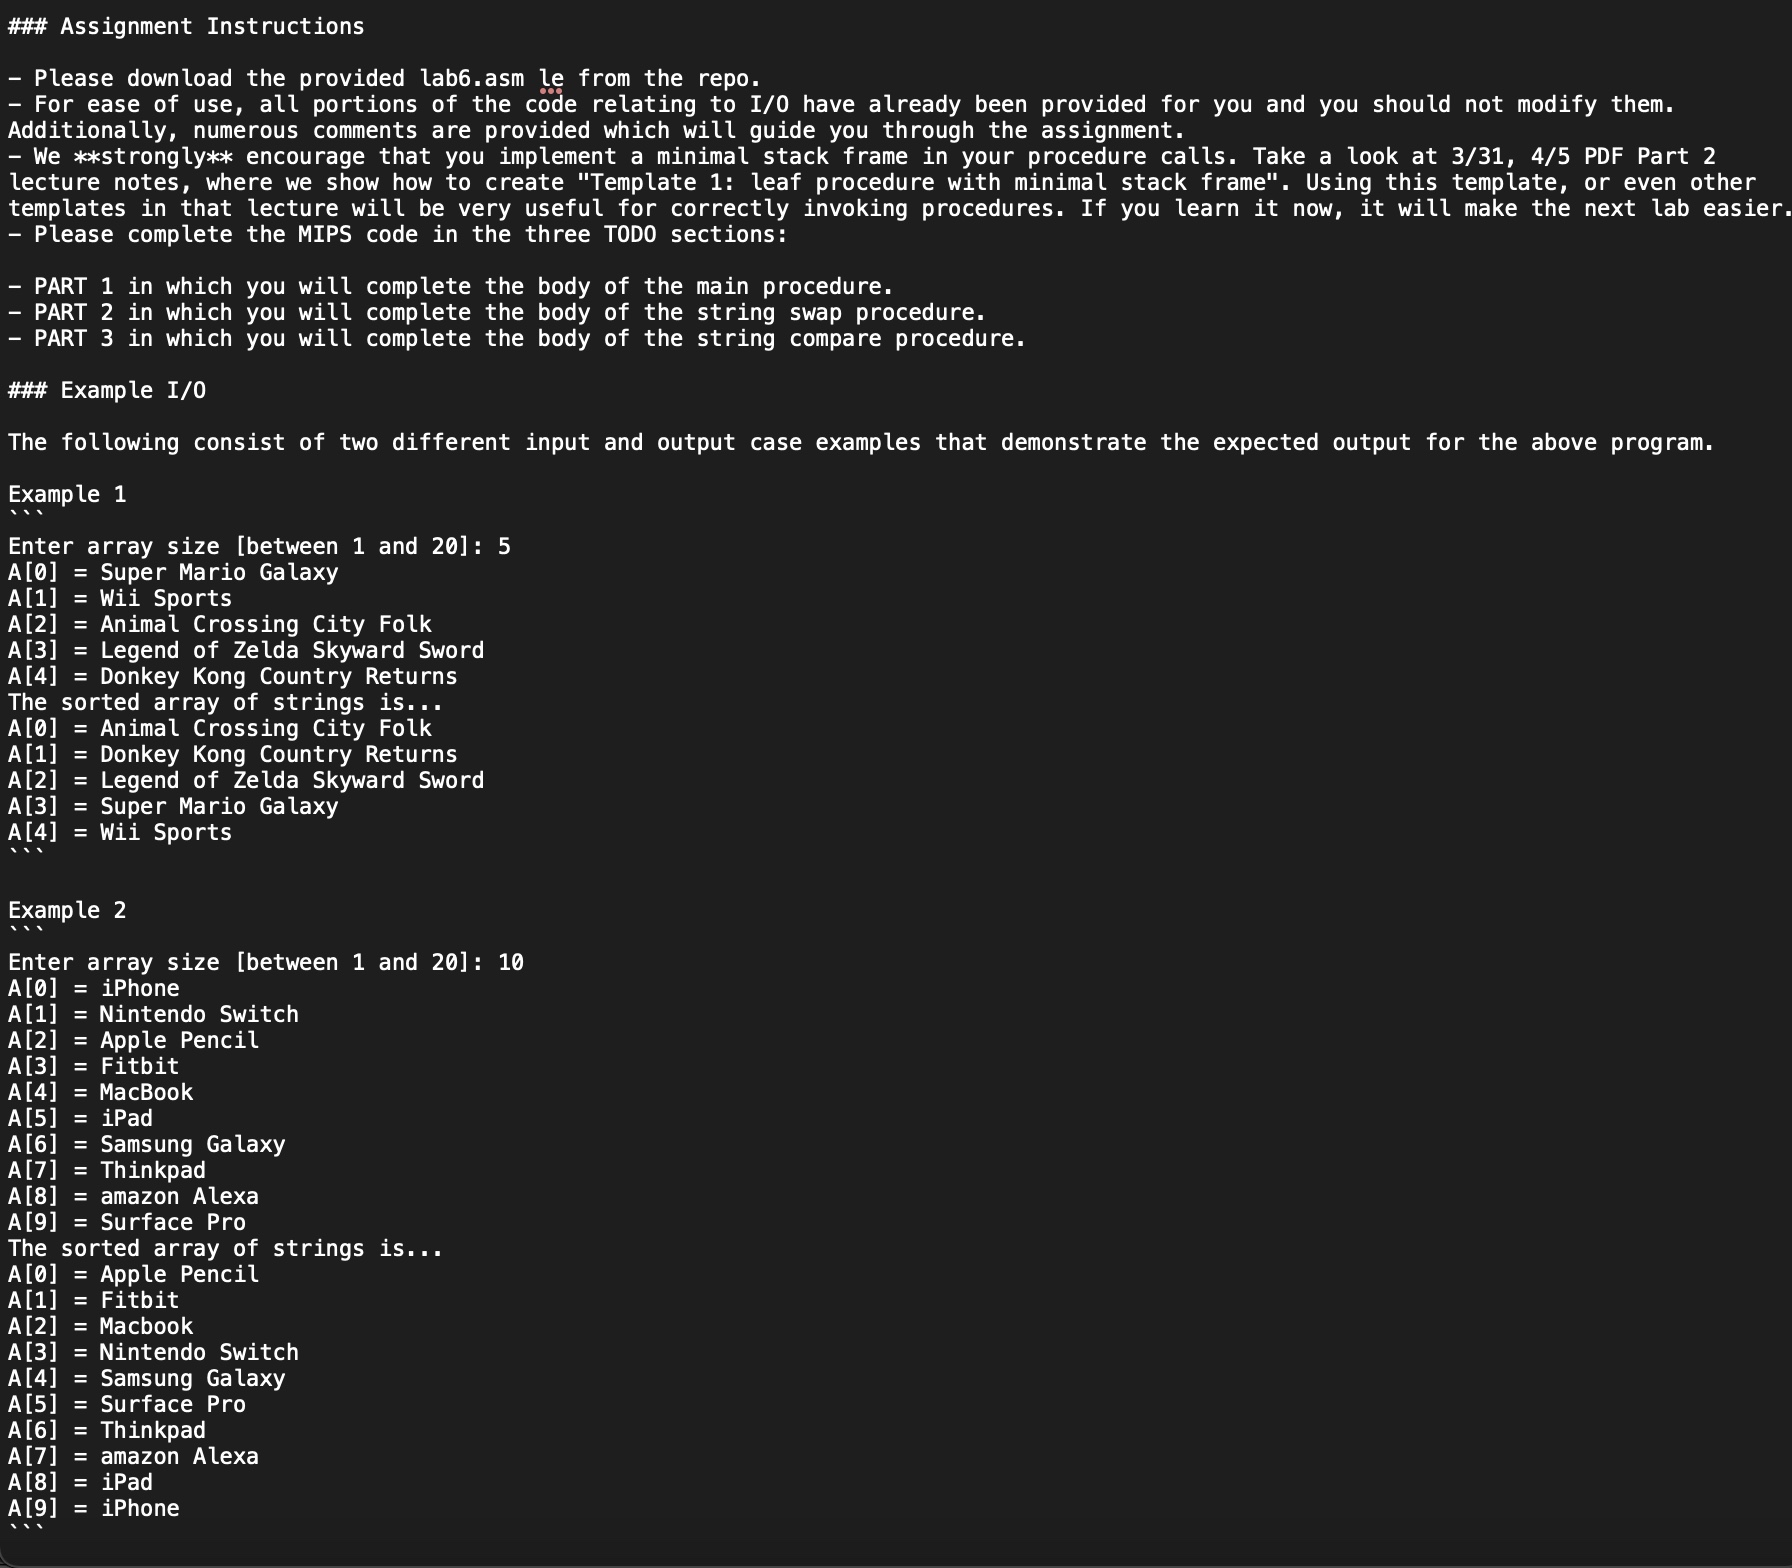 ### Assignment Instructions
– Please download the provided lab6.asm le from the repo.
– For ease of use, all portions of the code relating to I/O have already been provided for you and you should not modify them.
Additionally, numerous comments are provided which will guide you through the assignment.
– We **strongly** encourage that you implement a minimal stack frame in your procedure calls. Take a look at 3/31, 4/5 PDF Part 2
lecture notes, where we show how to create "Template 1: leaf procedure with minimal stack frame". Using this template, or even other
templates in that lecture will be very useful for correctly invoking procedures. If you learn it now, it will make the next lab easier.
– Please complete the MIPS code in the three TODO sections:
– PART 1 in which you will complete the body of the main procedure.
– PART 2 in which you will complete the body of the string swap procedure.
– PART 3 in which you will complete the body of the string compare procedure.
### Example I/O
The following consist of two different input and output case examples that demonstrate the expected output for the above program.
Example 1
```
Enter array size [between 1 and 20]: 5
A[0] = Super Mario Galaxy
A[1] = Wii Sports
A[2] = Animal Crossing City Folk
A[3] = Legend of Zelda Skyward Sword
A[4] = Donkey Kong Country Returns
The sorted array of strings is...
A[0] = Animal Crossing City Folk
A[1] = Donkey Kong Country Returns
A[2] = Legend of Zelda Skyward Sword
A[3] = Super Mario Galaxy
A[4] = Wii Sports
```
Example 2
```
Enter array size [between 1 and 20]: 10
A[0] = iPhone
A[1] = Nintendo Switch
A[2] = Apple Pencil
A[3] = Fitbit
A[4] = MacBook
A[5] = iPad
A[6] = Samsung Galaxy
A[7] = Thinkpad
A[8] = amazon Alexa
A[9] = Surface Pro
The sorted array of strings is...
A[0] = Apple Pencil
A[1] = Fitbit
A[2] = Macbook
A[3] = Nintendo Switch
A[4] = Samsung Galaxy
A[5] = Surface Pro
A[6] = Thinkpad
A[7] = amazon Alexa
A[8] = iPad
A[9] = iPhone
```